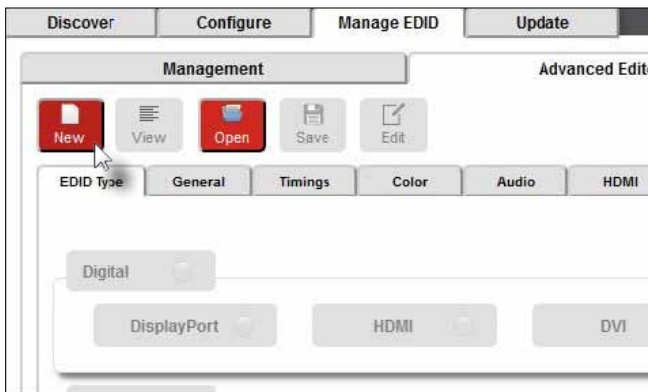 Discover Configure Manage EDID Update
Management Advanced Edit
New View Open Save Edit
EDID Type General Timings Color Audio HDMI
Digital
DisplayPort HDMI DVI